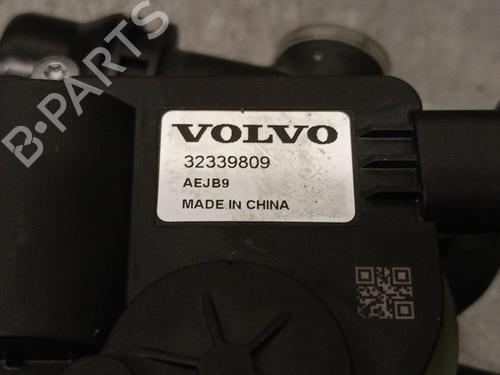 B-PARTS
VOLVO
32339809
AEJB9
MADE IN CHINA